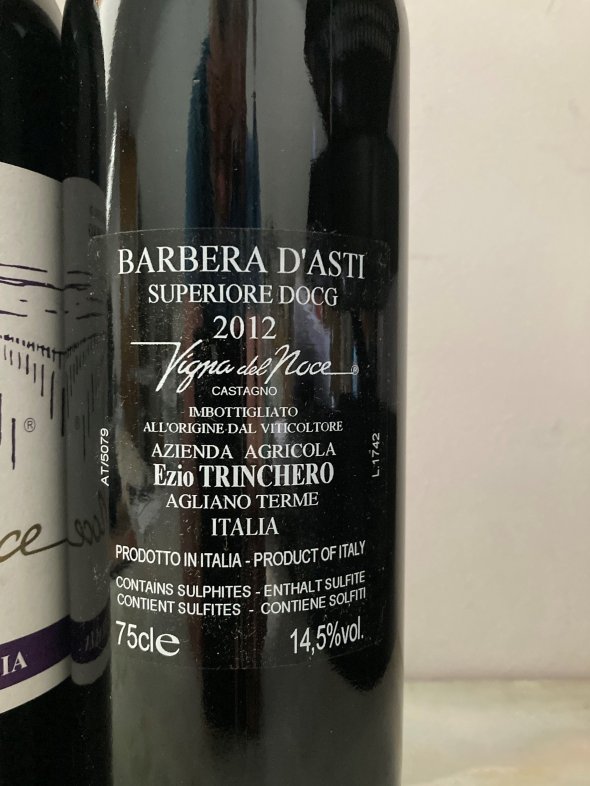 BARBERA D'ASTI
SUPERIORE DOCG
2012
Vigna del Noce ®
CASTAGNO
IMBOTTIGLIATO
ALL'ORIGINE DAL VITICOLTORE
AZIENDA AGRICOLA
Ezio TRINCHERO
AGLIANO TERME
ITALIA
PRODOTTO IN ITALIA - PRODUCT OF ITALY
CONTAINS SULPHITES - ENTHALT SULFITE
CONTIENT SULFITES - CONTIENE SOLFITI
75cl e 14,5%vol.
AT/5079
L.1742
®
ce
IA